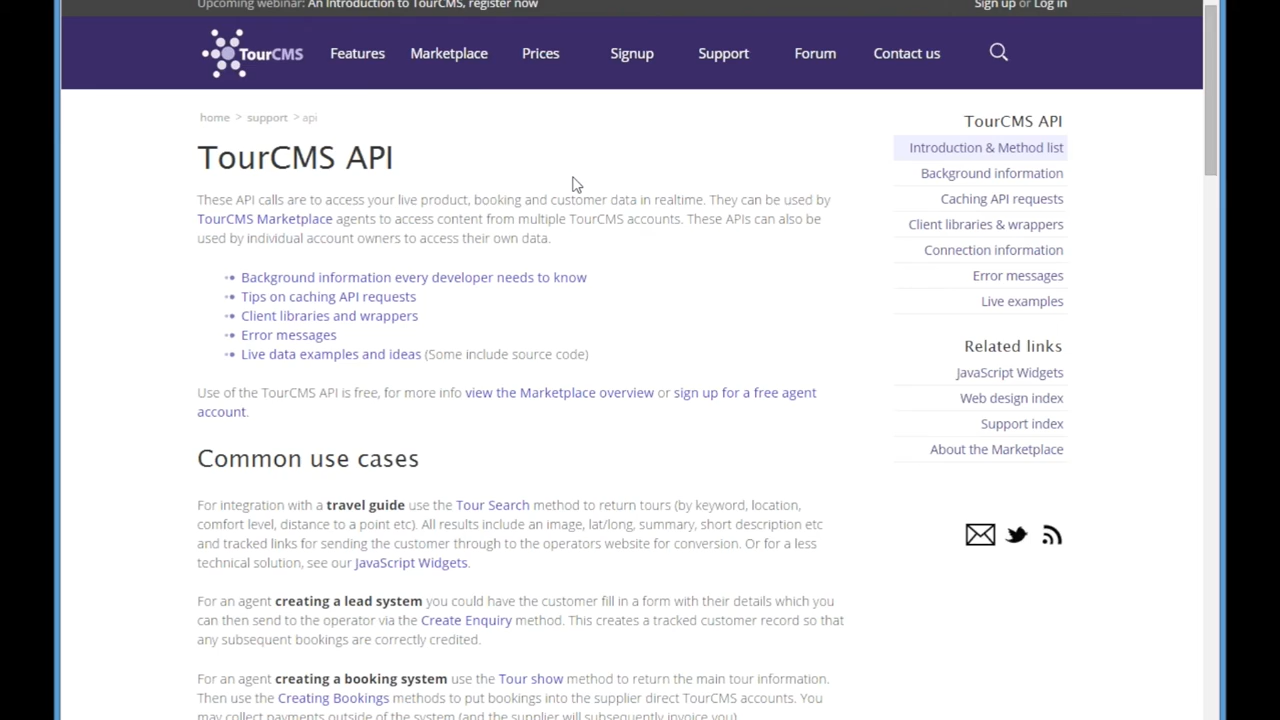 Upcoming webinar: An Introduction to TourCMS, register now
Sign up or Log in
TourCMS
Features
Marketplace
Prices
Signup
Support
Forum
Contact us
home > support > api
TourCMS API
These API calls are to access your live product, booking and customer data in realtime. They can be used by
TourCMS Marketplace agents to access content from multiple TourCMS accounts. These APIs can also be
used by individual account owners to access their own data.
Background information every developer needs to know
Tips on caching API requests
Client libraries and wrappers
Error messages
Live data examples and ideas (Some include source code)
Use of the TourCMS API is free, for more info view the Marketplace overview or sign up for a free agent
account.
Common use cases
For integration with a travel guide use the Tour Search method to return tours (by keyword, location,
comfort level, distance to a point etc). All results include an image, lat/long, summary, short description etc
and tracked links for sending the customer through to the operators website for conversion. Or for a less
technical solution, see our JavaScript Widgets.
For an agent creating a lead system you could have the customer fill in a form with their details which you
can then send to the operator via the Create Enquiry method. This creates a tracked customer record so that
any subsequent bookings are correctly credited.
For an agent creating a booking system use the Tour show method to return the main tour information.
Then use the Creating Bookings methods to put bookings into the supplier direct TourCMS accounts. You
may collect payments outside of the system (and the supplier will subsequently invoice you)
TourCMS API
Introduction & Method list
Background information
Caching API requests
Client libraries & wrappers
Connection information
Error messages
Live examples
Related links
JavaScript Widgets
Web design index
Support index
About the Marketplace